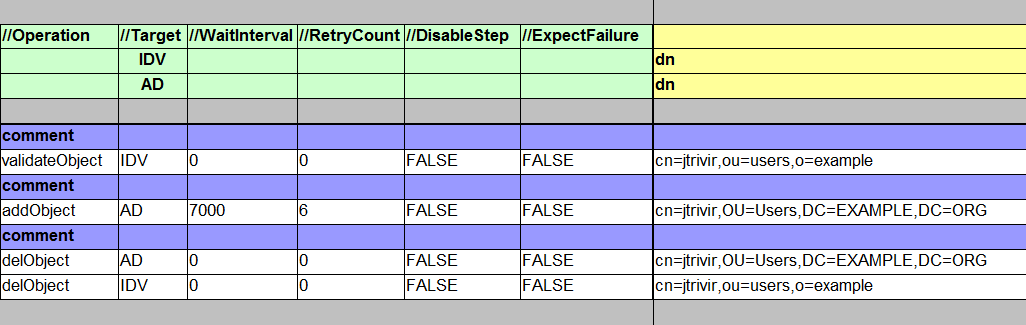 //Operation //Target //WaitInterval //RetryCount //DisableStep //ExpectFailure
IDV dn
AD dn
comment
validateObject IDV 0 0 FALSE FALSE cn=jtrivir,ou=users,o=example
comment
addObject AD 7000 6 FALSE FALSE cn=jtrivir,OU=Users,DC=EXAMPLE,DC=ORG
comment
delObject AD 0 0 FALSE FALSE cn=jtrivir,OU=Users,DC=EXAMPLE,DC=ORG
delObject IDV 0 0 FALSE FALSE cn=jtrivir,ou=users,o=example